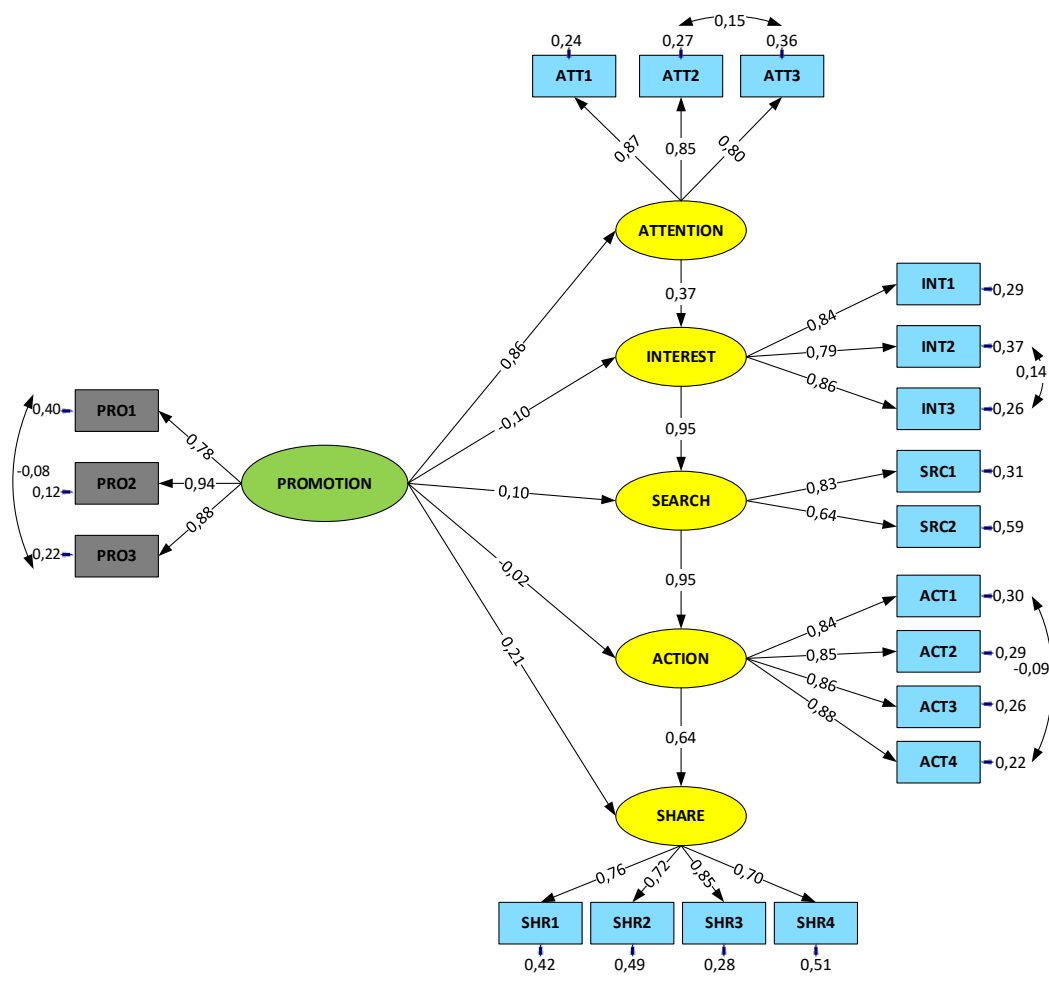 0,15
0,24
0,27
0,36
ATT1
ATT2
ATT3
0,87
0,85
0,80
ATTENTION
0,37
0,86
INTEREST
-0,10
0,84
0,79
0,86
INT1
0,29
INT2
0,37
0,14
INT3
0,26
0,95
0,40
PRO1
0,78
-0,08
0,12
PRO2
0,94
PROMOTION
0,22
PRO3
0,88
0,10
SEARCH
0,83
0,64
SRC1
0,31
SRC2
0,59
0,95
-0,02
0,21
ACTION
0,84
0,85
0,86
0,88
ACT1
0,30
ACT2
0,29
-0,09
ACT3
0,26
ACT4
0,22
0,64
SHARE
0,76
0,72
0,85
0,70
SHR1
SHR2
SHR3
SHR4
0,42
0,49
0,28
0,51